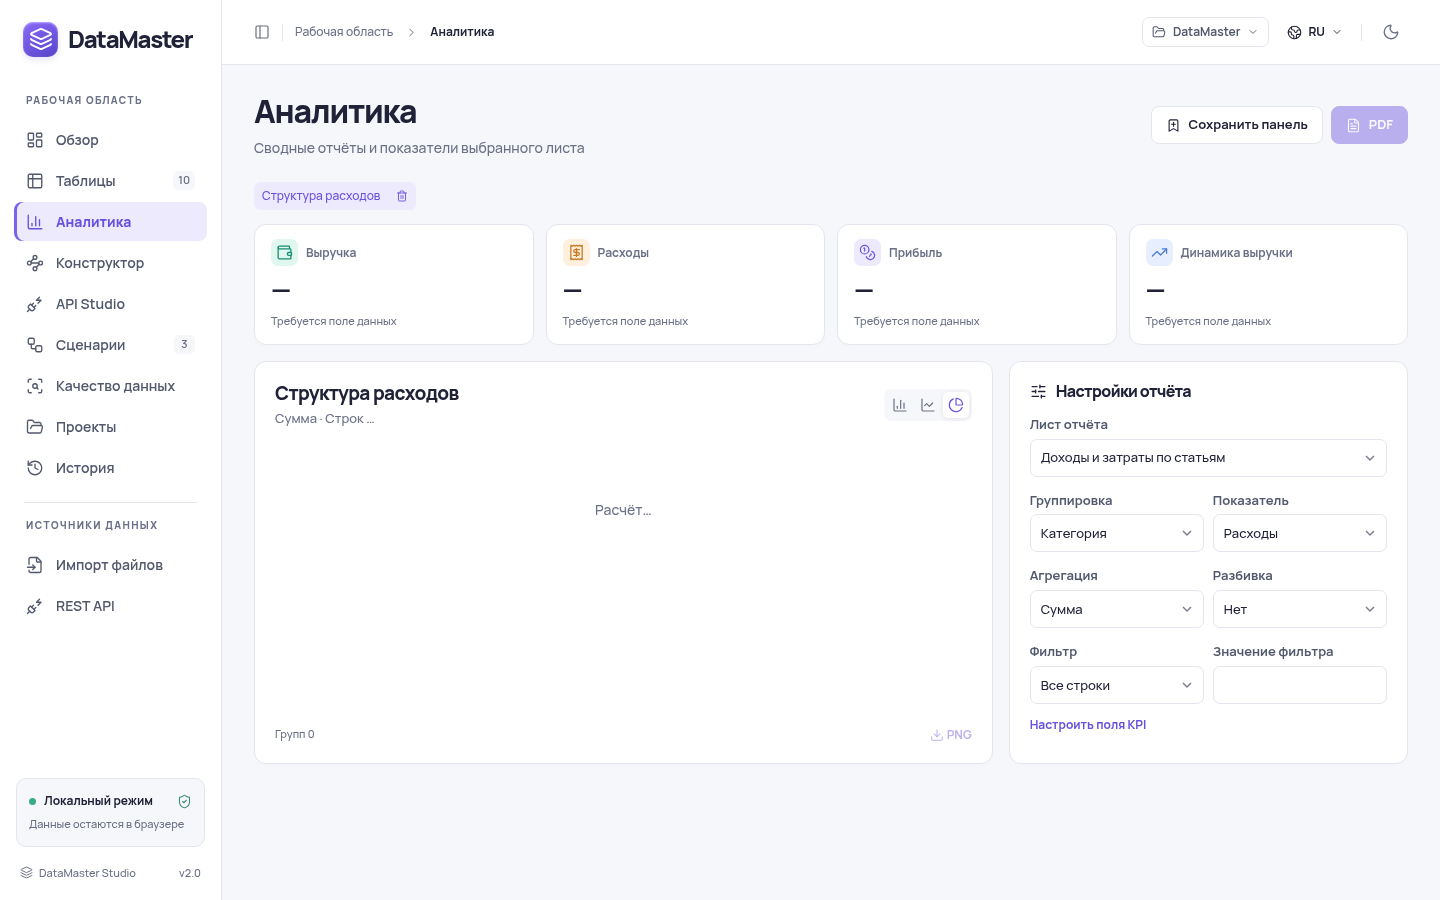 DataMaster
РАБОЧАЯ ОБЛАСТЬ
Обзор
Таблицы 10
Аналитика
Конструктор
API Studio
Сценарии 3
Качество данных
Проекты
История
ИСТОЧНИКИ ДАННЫХ
Импорт файлов
REST API
Локальный режим
Данные остаются в браузере
DataMaster Studio v2.0
Рабочая область > Аналитика
DataMaster RU
Аналитика
Сводные отчёты и показатели выбранного листа
Сохранить панель PDF
Структура расходов
Выручка
—
Требуется поле данных
Расходы
—
Требуется поле данных
Прибыль
—
Требуется поле данных
Динамика выручки
—
Требуется поле данных
Структура расходов
Сумма · Строк ...
Расчёт...
Групп 0
PNG
Настройки отчёта
Лист отчёта
Доходы и затраты по статьям
Группировка Показатель
Категория Расходы
Агрегация Разбивка
Сумма Нет
Фильтр Значение фильтра
Все строки
Настроить поля KPI